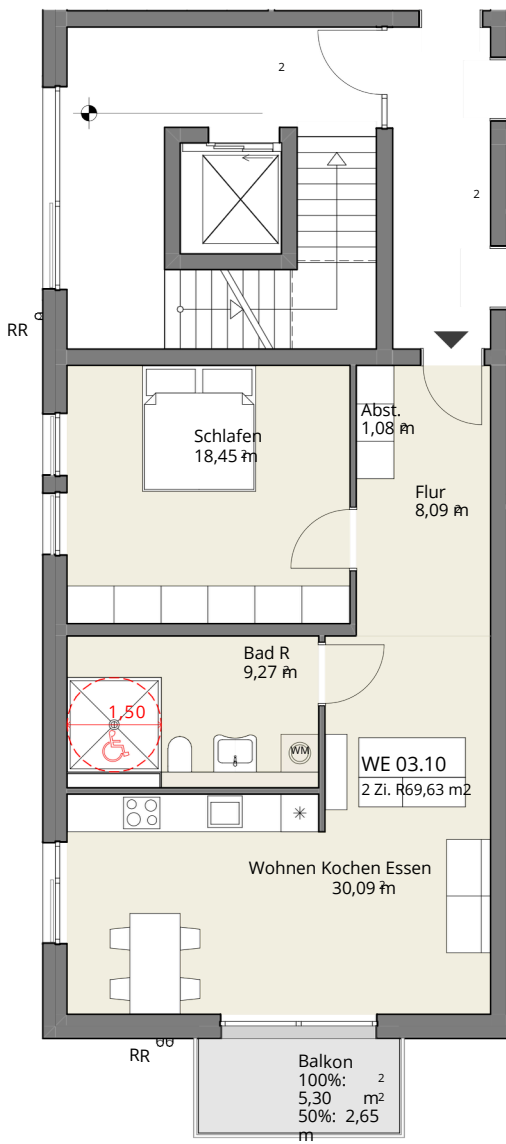 2
2
RR
Abst.
1,08 m²
Schlafen
18,45 m²
Flur
8,09 m²
Bad R
9,27 m²
1,50
WM
WE 03.10
2 Zi. R69,63 m2
Wohnen Kochen Essen
30,09 m²
RR
Balkon
100%: 2
5,30 m2
50%: 2,65
m